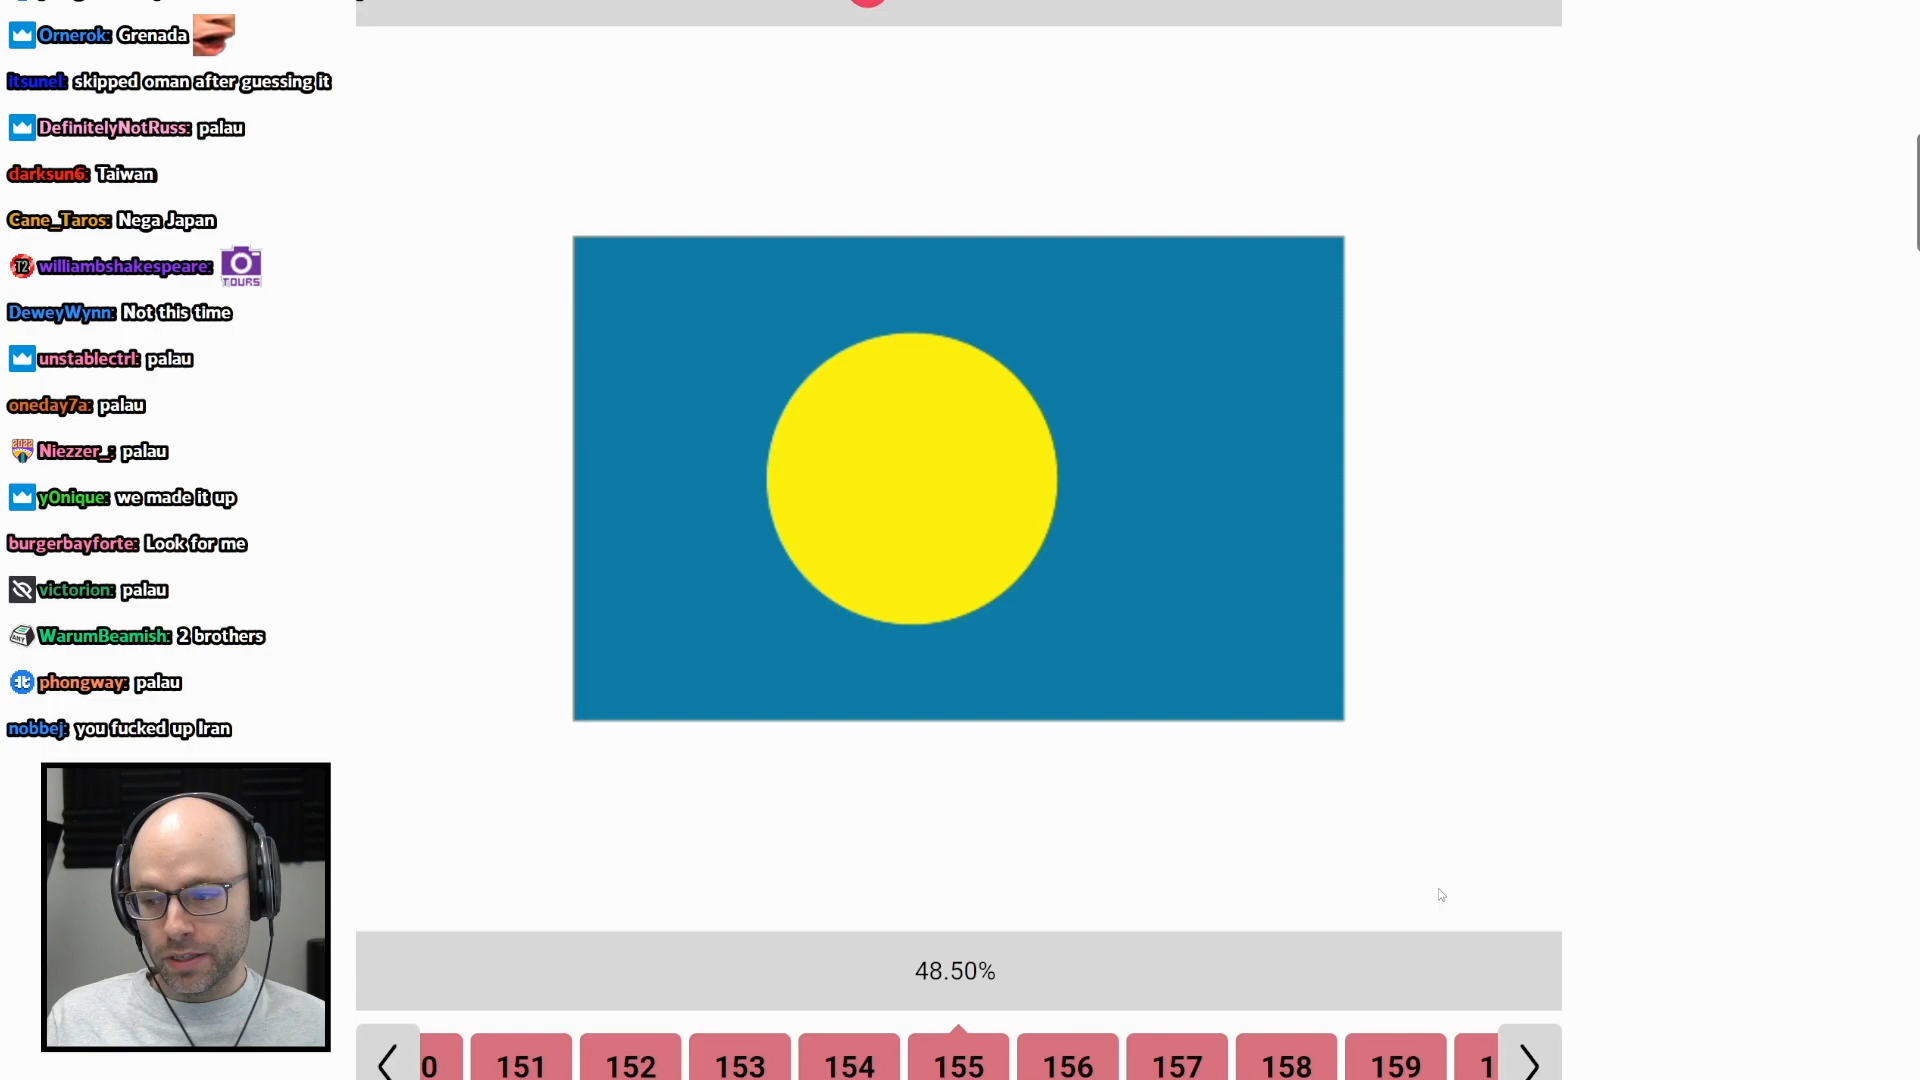 Ornerok: Grenada
itsunel: skipped oman after guessing it
DefinitelyNotRuss: palau
darksun6: Taiwan
Cane_Taros: Nega Japan
T2 williambshakespeare: TOURS
DeweyWynn: Not this time
unstablectrl: palau
oneday7a: palau
2022 Niezzer_: palau
yOnique: we made it up
burgerbayforte: Look for me
victorion: palau
ANY WarumBeamish: 2 brothers
phongway: palau
nobbej: you fucked up Iran
48.50%
0 151 152 153 154 155 156 157 158 159 1